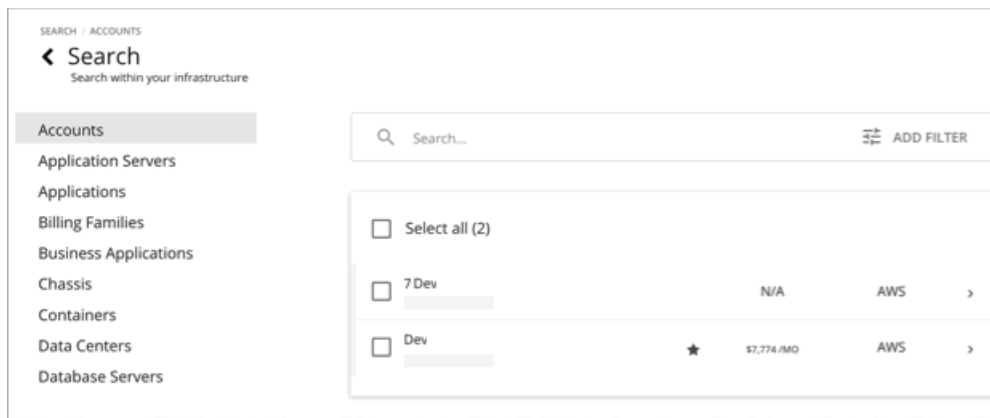 SEARCH / ACCOUNTS
Search
Search within your infrastructure
Accounts
Application Servers
Applications
Billing Families
Business Applications
Chassis
Containers
Data Centers
Database Servers
Search...
ADD FILTER
Select all (2)
7 Dev
N/A
AWS
Dev
$7,774 /MO
AWS